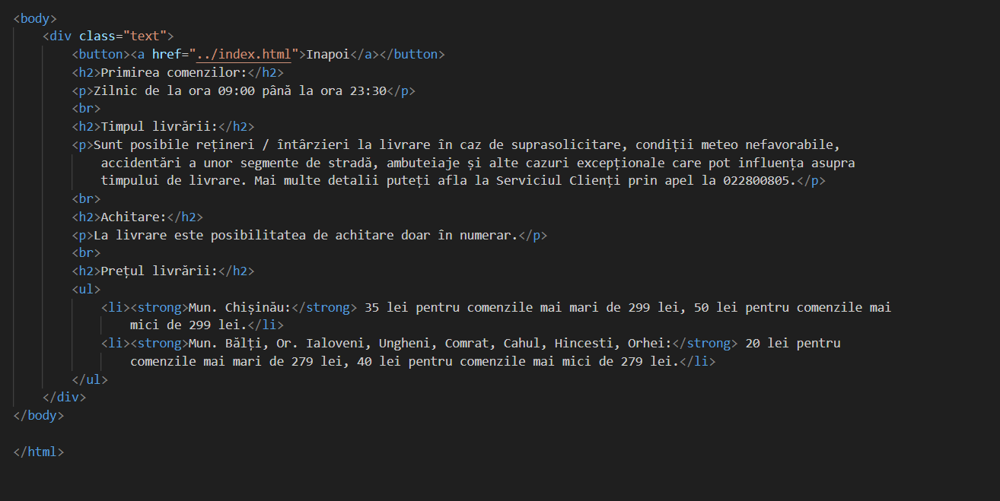 <body>
<div class="text">
<button><a href="../index.html">Inapoi</a></button>
<h2>Primirea comenzilor:</h2>
<p>Zilnic de la ora 09:00 până la ora 23:30</p>
<br>
<h2>Timpul livrării:</h2>
<p>Sunt posibile rețineri / întârzieri la livrare în caz de suprasolicitare, condiții meteo nefavorabile,
accidentări a unor segmente de stradă, ambuteiaje și alte cazuri excepționale care pot influența asupra
timpului de livrare. Mai multe detalii puteți afla la Serviciul Clienți prin apel la 022800805.</p>
<br>
<h2>Achitare:</h2>
<p>La livrare este posibilitatea de achitare doar în numerar.</p>
<br>
<h2>Prețul livrării:</h2>
<ul>
<li><strong>Mun. Chișinău:</strong> 35 lei pentru comenzile mai mari de 299 lei, 50 lei pentru comenzile mai
mici de 299 lei.</li>
<li><strong>Mun. Bălți, Or. Ialoveni, Ungheni, Comrat, Cahul, Hincesti, Orhei:</strong> 20 lei pentru
comenzile mai mari de 279 lei, 40 lei pentru comenzile mai mici de 279 lei.</li>
</ul>
</div>
</body>
</html>